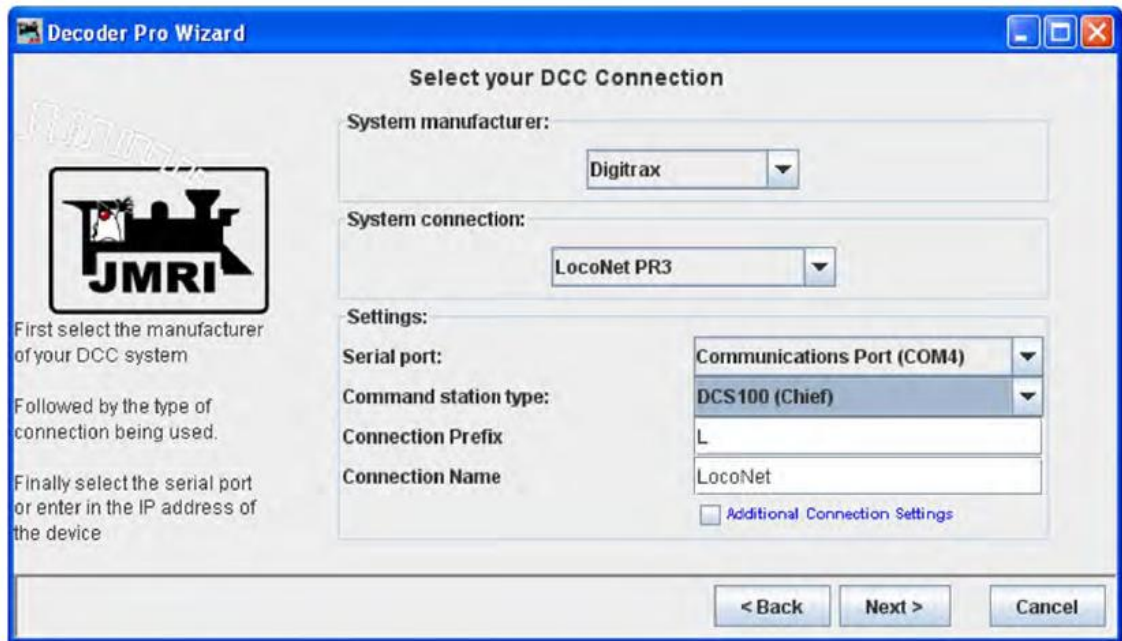 Decoder Pro Wizard
Select your DCC Connection
JMRI
First select the manufacturer
of your DCC system
Followed by the type of
connection being used.
Finally select the serial port
or enter in the IP address of
the device
System manufacturer:
Digitrax
System connection:
LocoNet PR3
Settings:
Serial port: Communications Port (COM4)
Command station type: DCS100 (Chief)
Connection Prefix L
Connection Name LocoNet
Additional Connection Settings
< Back Next > Cancel